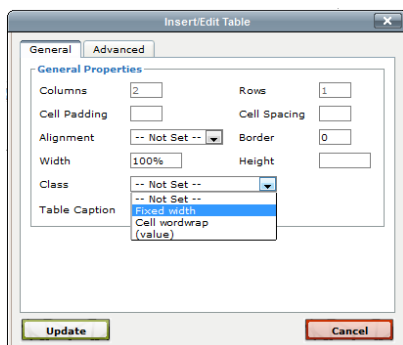 Insert/Edit Table
General Advanced
General Properties
Columns 2 Rows 1
Cell Padding Cell Spacing
Alignment -- Not Set -- Border 0
Width 100% Height
Class -- Not Set --
-- Not Set --
Table Caption Fixed width
Cell wordwrap
(value)
Update Cancel